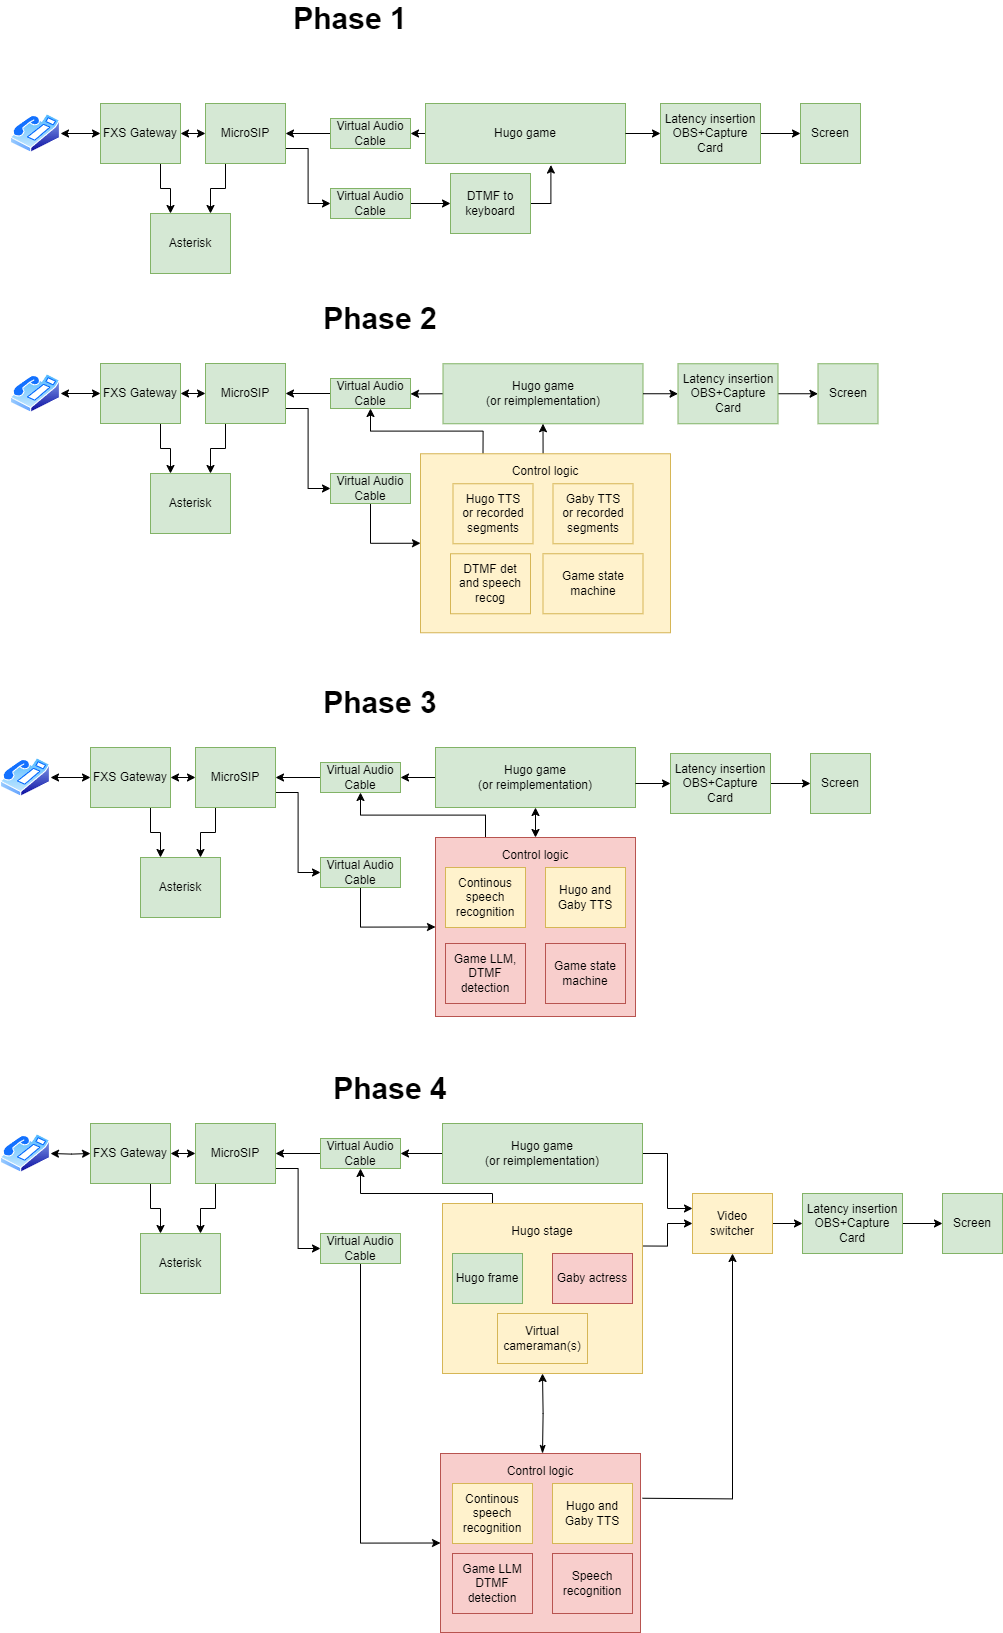 Phase 1
FXS Gateway
MicroSIP
Virtual Audio
Cable
Hugo game
Latency insertion
OBS+Capture
Card
Screen
Virtual Audio
Cable
DTMF to
keyboard
Asterisk
Phase 2
FXS Gateway
MicroSIP
Virtual Audio
Cable
Hugo game
(or reimplementation)
Latency insertion
OBS+Capture
Card
Screen
Asterisk
Virtual Audio
Cable
Control logic
Hugo TTS
or recorded
segments
Gaby TTS
or recorded
segments
DTMF det
and speech
recog
Game state
machine
Phase 3
FXS Gateway
MicroSIP
Virtual Audio
Cable
Hugo game
(or reimplementation)
Latency insertion
OBS+Capture
Card
Screen
Asterisk
Virtual Audio
Cable
Control logic
Continous
speech
recognition
Hugo and
Gaby TTS
Game LLM,
DTMF
detection
Game state
machine
Phase 4
FXS Gateway
MicroSIP
Virtual Audio
Cable
Hugo game
(or reimplementation)
Asterisk
Virtual Audio
Cable
Hugo stage
Hugo frame
Gaby actress
Virtual
cameraman(s)
Video
switcher
Latency insertion
OBS+Capture
Card
Screen
Control logic
Continous
speech
recognition
Hugo and
Gaby TTS
Game LLM
DTMF
detection
Speech
recognition